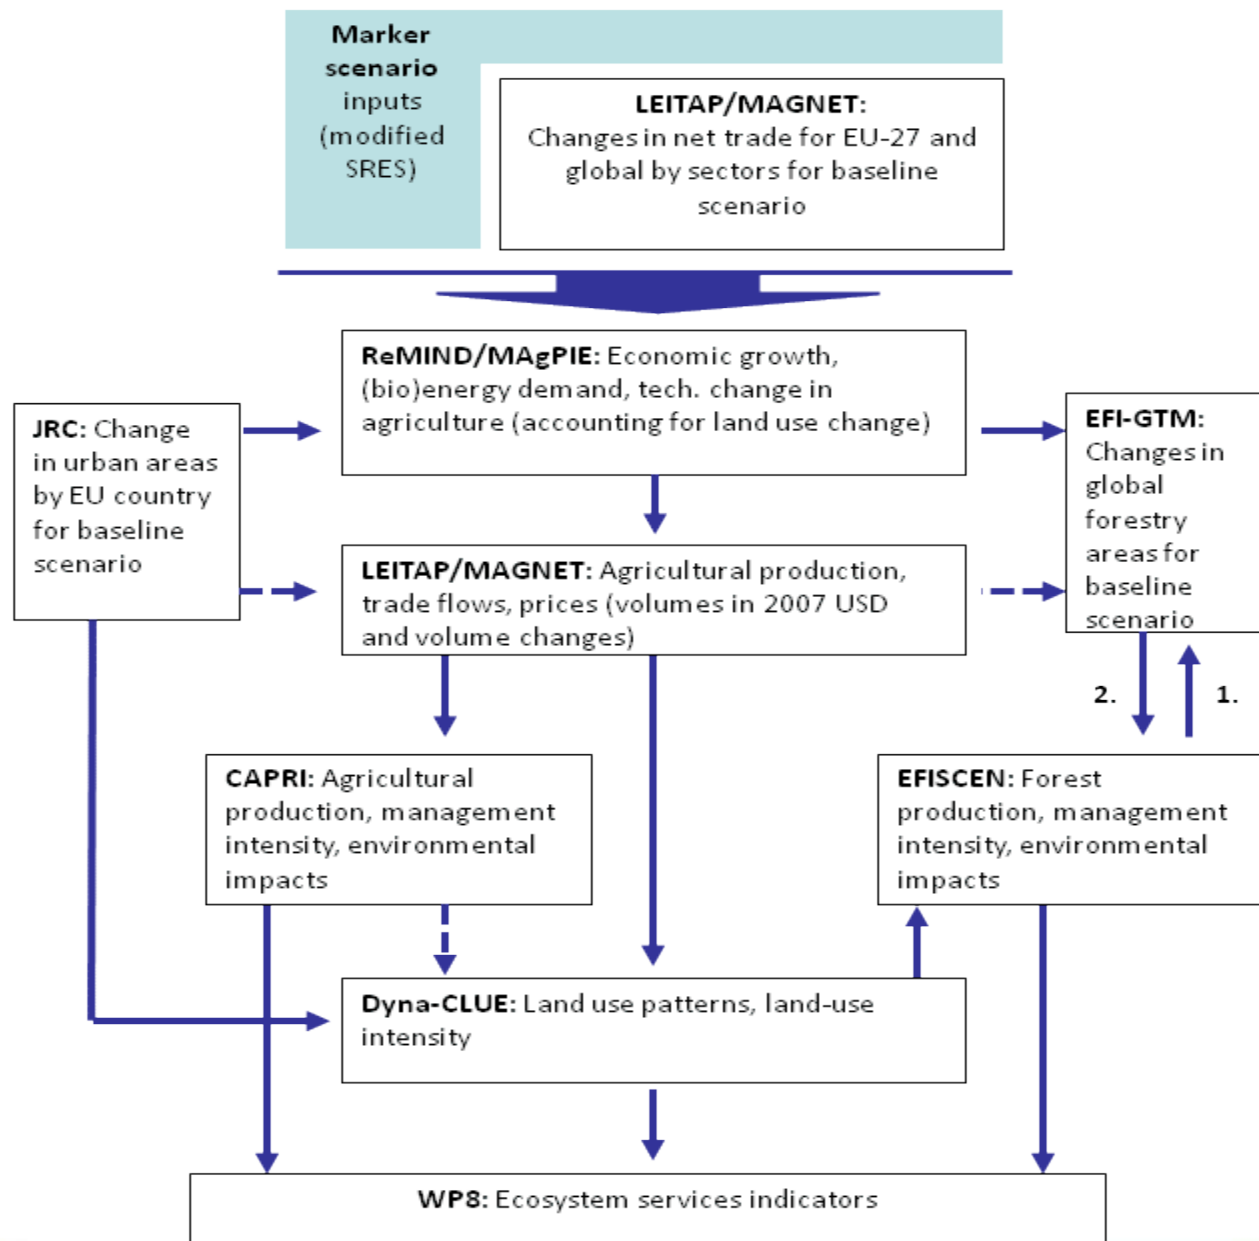 Marker
scenario
inputs
(modified
SRES)
LEITAP/MAGNET:
Changes in net trade for EU-27 and
global by sectors for baseline
scenario
ReMIND/MAgPIE: Economic growth,
(bio)energy demand, tech. change in
agriculture (accounting for land use change)
JRC: Change
in urban areas
by EU country
for baseline
scenario
EFI-GTM:
Changes in
global
forestry
areas for
baseline
scenario
LEITAP/MAGNET: Agricultural production,
trade flows, prices (volumes in 2007 USD
and volume changes)
2.
1.
CAPRI: Agricultural
production, management
intensity, environmental
impacts
EFISCEN: Forest
production, management
intensity, environmental
impacts
Dyna-CLUE: Land use patterns, land-use
intensity
WP8: Ecosystem services indicators